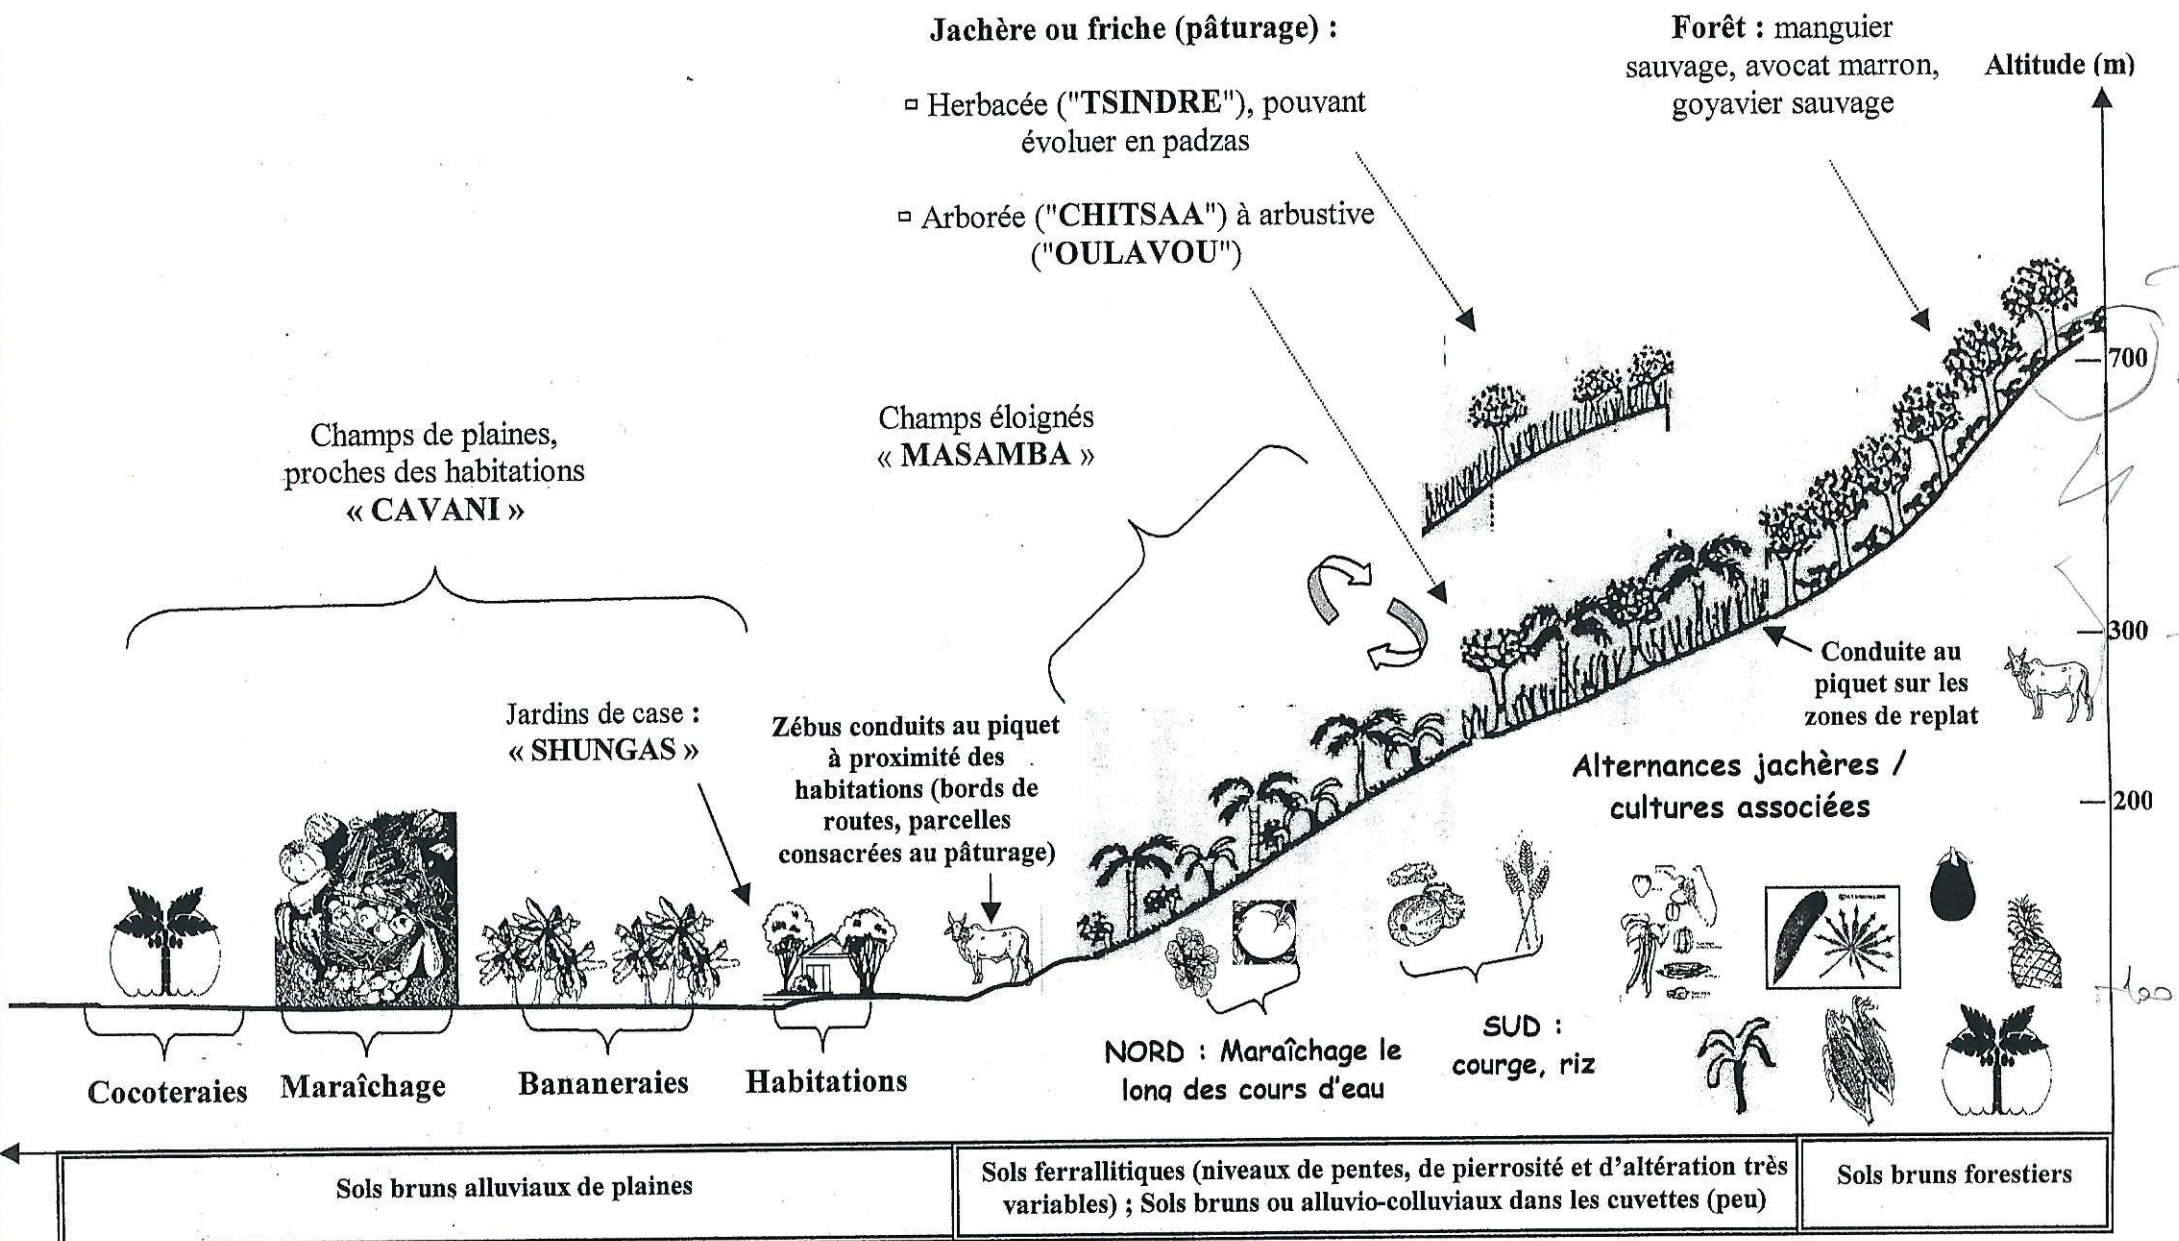 Jachère ou friche (pâturage) :
▫ Herbacée ("TSINDRE"), pouvant
évoluer en padzas
▫ Arborée ("CHITSAA") à arbustive
("OULAVOU")
Forêt : manguier
sauvage, avocat marron,
goyavier sauvage
Altitude (m)
700
300
200
100
Champs de plaines,
proches des habitations
« CAVANI »
Champs éloignés
« MASAMBA »
Jardins de case :
« SHUNGAS »
Zébus conduits au piquet
à proximité des
habitations (bords de
routes, parcelles
consacrées au pâturage)
Conduite au
piquet sur les
zones de replat
Alternances jachères /
cultures associées
Cocoteraies
Maraîchage
Bananeraies
Habitations
NORD : Maraîchage le
long des cours d'eau
SUD :
courge, riz
Sols bruns alluviaux de plaines
Sols ferrallitiques (niveaux de pentes, de pierrosité et d'altération très
variables) ; Sols bruns ou alluvio-colluviaux dans les cuvettes (peu)
Sols bruns forestiers